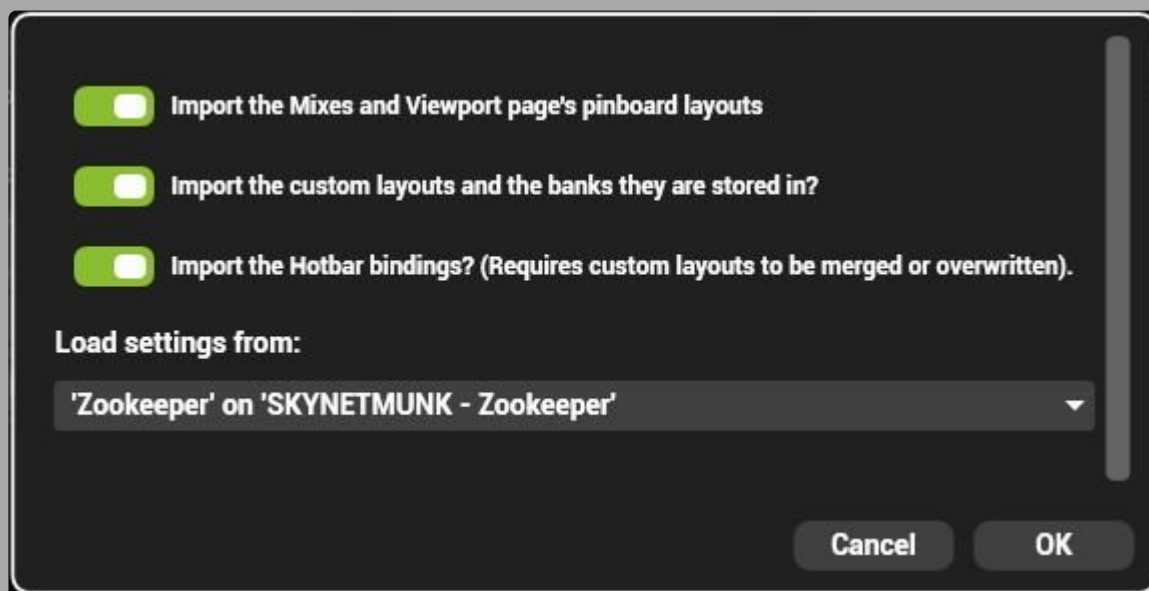 Import the Mixes and Viewport page's pinboard layouts
Import the custom layouts and the banks they are stored in?
Import the Hotbar bindings? (Requires custom layouts to be merged or overwritten).
Load settings from:
'Zookeeper' on 'SKYNETMUNK - Zookeeper'
Cancel OK